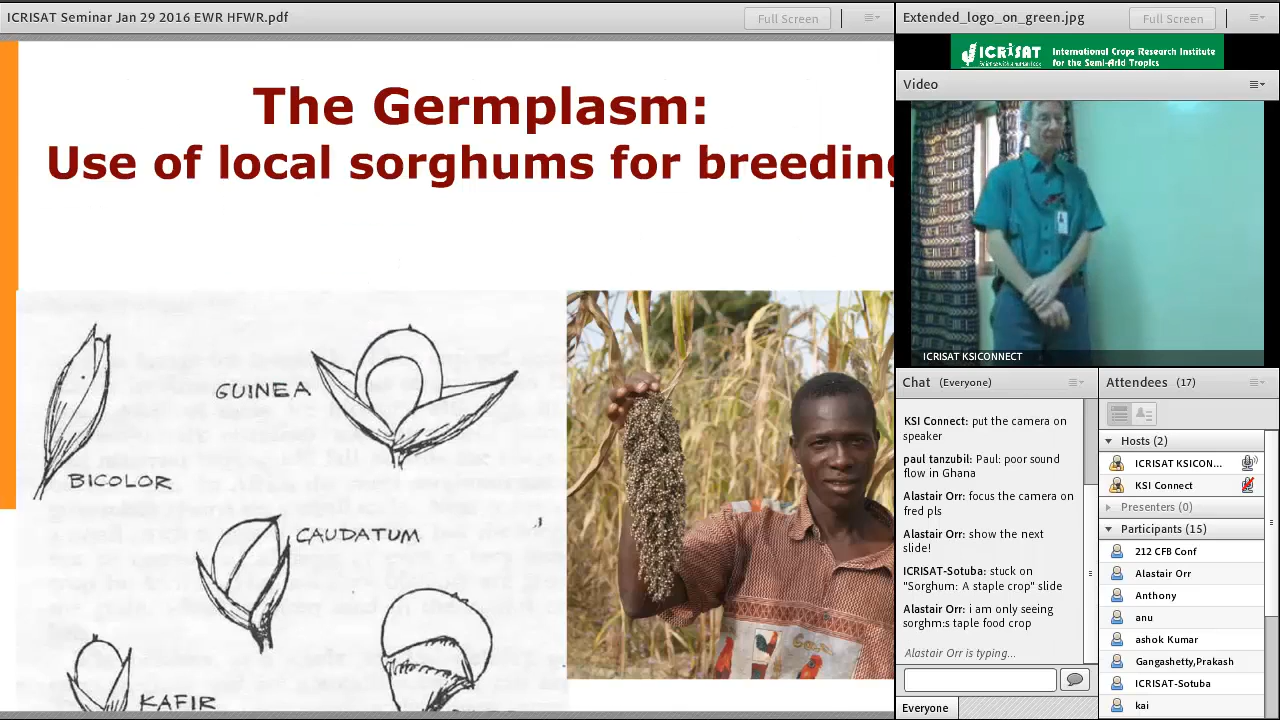 ICRISAT Seminar Jan 29 2016 EWR HFWR.pdf
Full Screen
The Germplasm:
Use of local sorghums for breeding
BICOLOR
GUINEA
CAUDATUM
KAFIR
Extended_logo_on_green.jpg
Full Screen
ICRISAT
International Crops Research Institute
for the Semi-Arid Tropics
Video
ICRISAT KSICONNECT
Chat (Everyone)
KSI Connect: put the camera on
speaker
paul tanzubil: Paul: poor sound
flow in Ghana
Alastair Orr: focus the camera on
fred pls
Alastair Orr: show the next
slide!
ICRISAT-Sotuba: stuck on
"Sorghum: A staple crop" slide
Alastair Orr: i am only seeing
sorghm:s taple food crop
Alastair Orr is typing...
Everyone
Attendees (17)
Hosts (2)
ICRISAT KSICON...
KSI Connect
Presenters (0)
Participants (15)
212 CFB Conf
Alastair Orr
Anthony
anu
ashok Kumar
Gangashetty,Prakash
ICRISAT-Sotuba
kai